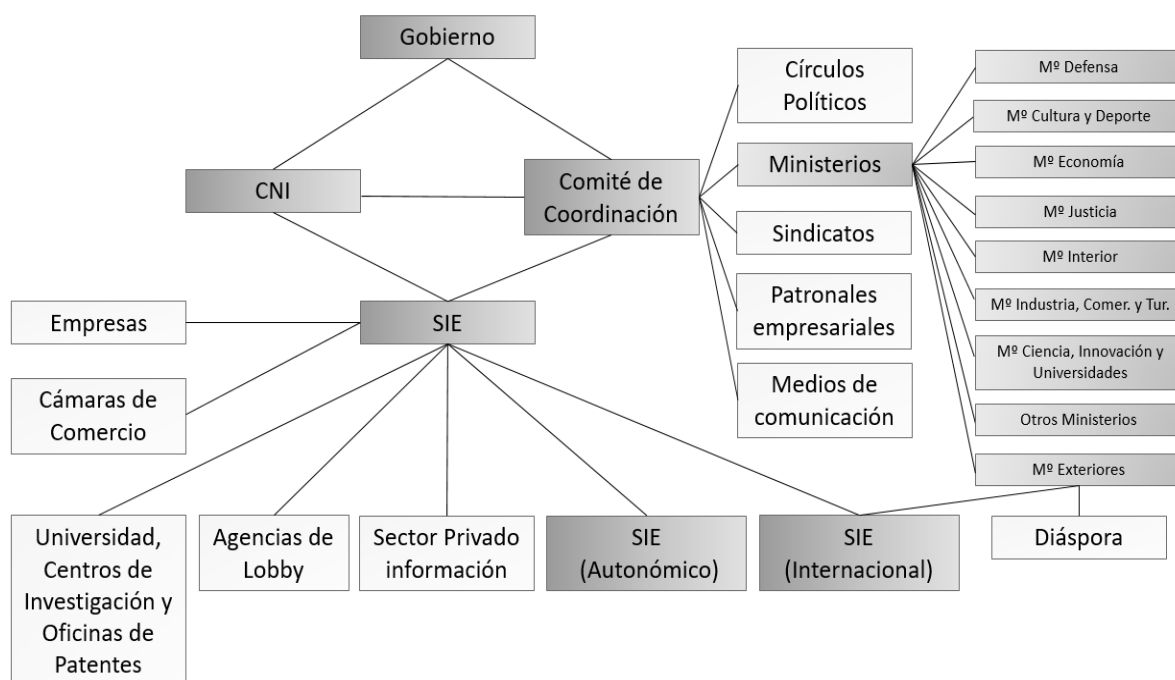 Gobierno
CNI
Comité de
Coordinación
SIE
Empresas
Cámaras de
Comercio
Universidad,
Centros de
Investigación y
Oficinas de
Patentes
Agencias de
Lobby
Sector Privado
información
SIE
(Autonómico)
SIE
(Internacional)
Diáspora
Círculos
Políticos
Ministerios
Sindicatos
Patronales
empresariales
Medios de
comunicación
Mº Defensa
Mº Cultura y Deporte
Mº Economía
Mº Justicia
Mº Interior
Mº Industria, Comer. y Tur.
Mº Ciencia, Innovación y
Universidades
Otros Ministerios
Mº Exteriores